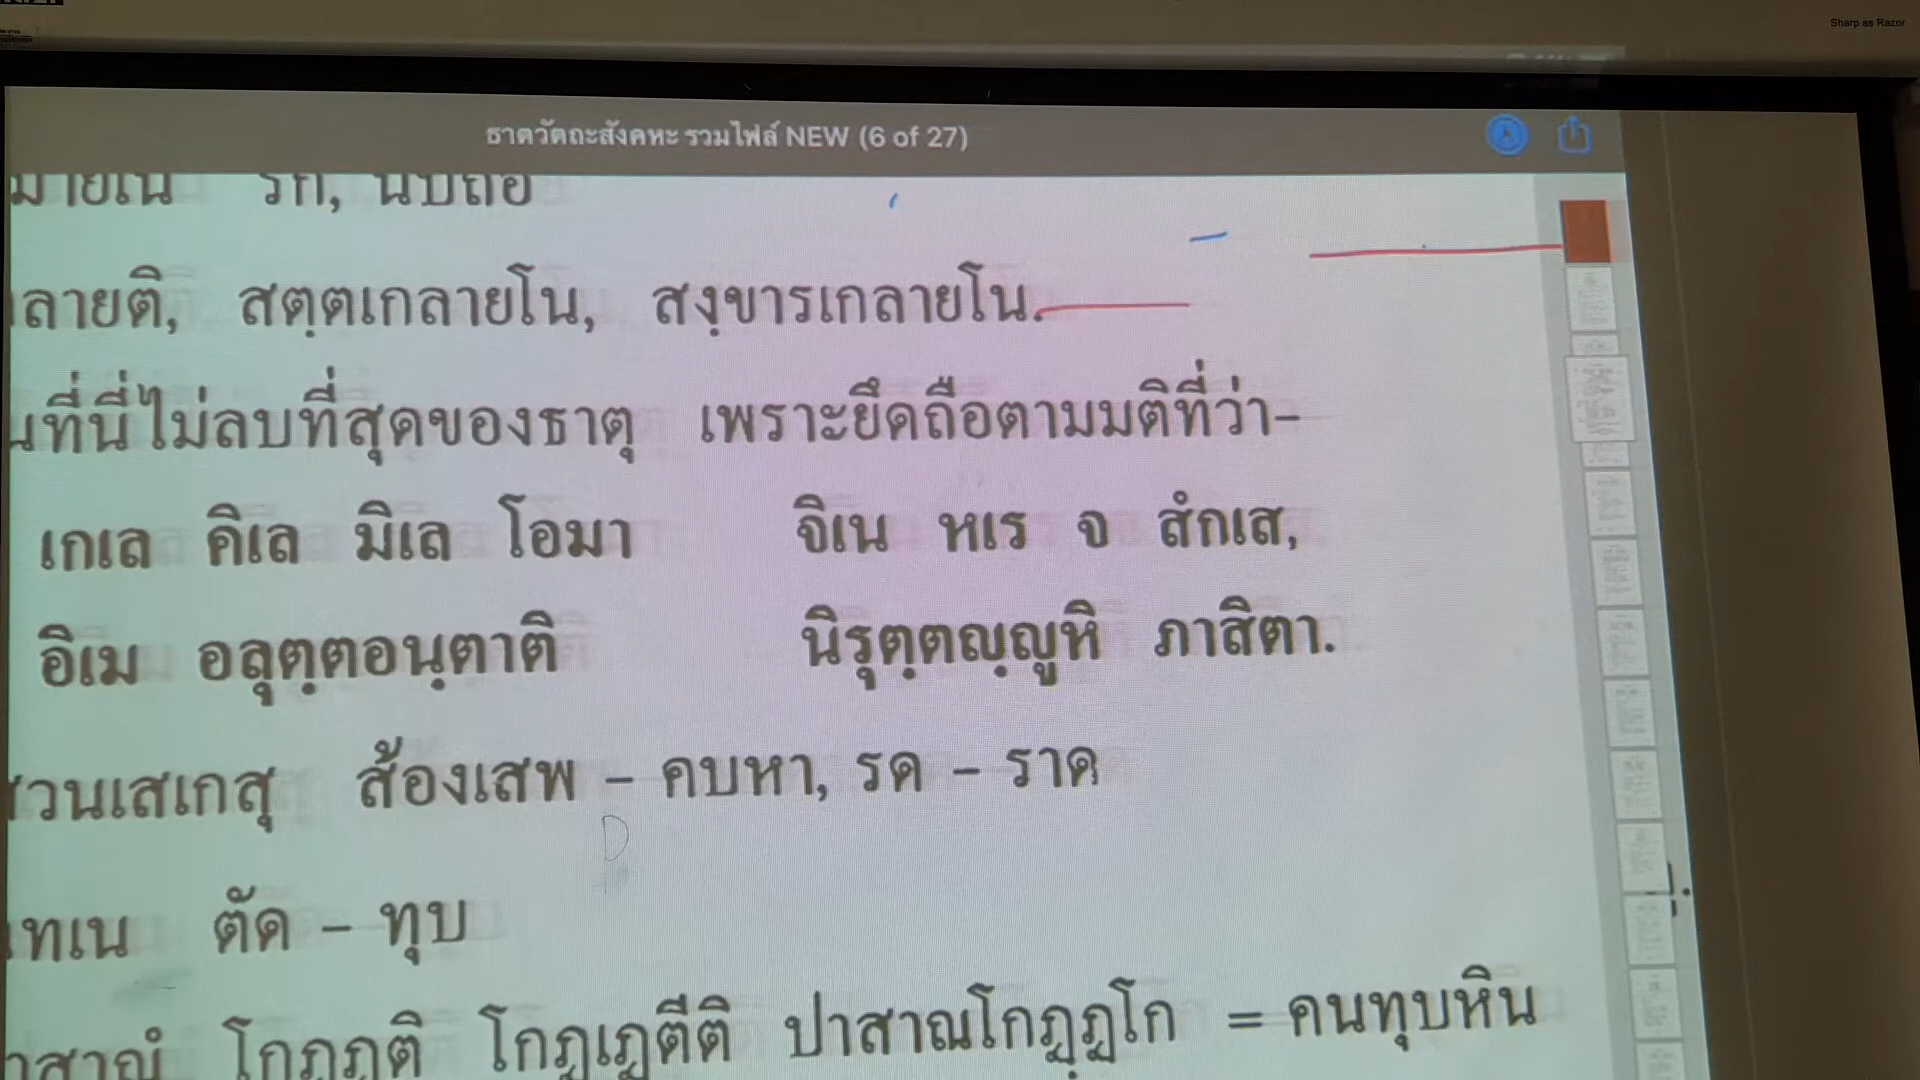 Sharp as Razor
ธาตวัตถะสังคหะ รวมไฟล์ NEW (6 of 27)
รัก, นับถือ
ลายติ, สตฺตเกลายโน, สงฺขารเกลายโน.
นที่นี่ไม่ลบที่สุดของธาตุ เพราะยึดถือตามมติที่ว่า–
เกเล คิเล มิเล โอมา จิเน หเร จ สํกเส,
อิเม อลุตฺตอนฺตาติ นิรุตฺตญฺญูหิ ภาสิตา.
วนเสเกสุ ส้องเสพ – คบหา, รด – ราด
ทเน ตัด – ทุบ
าสาณํ โกฏฺฏติ โกฏฺเฏตีติ ปาสาณโกฏฺฏโก = คนทุบหิน